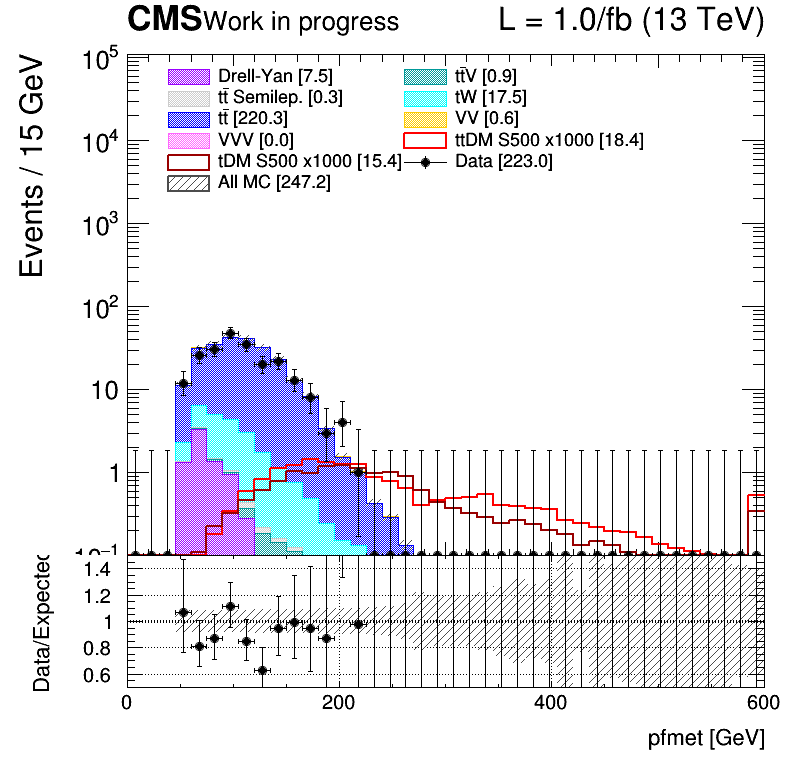 CMS Work in progress L = 1.0/fb (13 TeV)
Events / 15 GeV
10⁵
10⁴
10³
10²
10
1
10⁻¹
Drell-Yan [7.5]
tt̄ Semilep. [0.3]
tt̄ [220.3]
VVV [0.0]
tDM S500 x1000 [15.4]
All MC [247.2]
tt̄V [0.9]
tW [17.5]
VV [0.6]
ttDM S500 x1000 [18.4]
Data [223.0]
Data/Expected
1.4
1.2
1
0.8
0.6
0 200 400 600
pfmet [GeV]